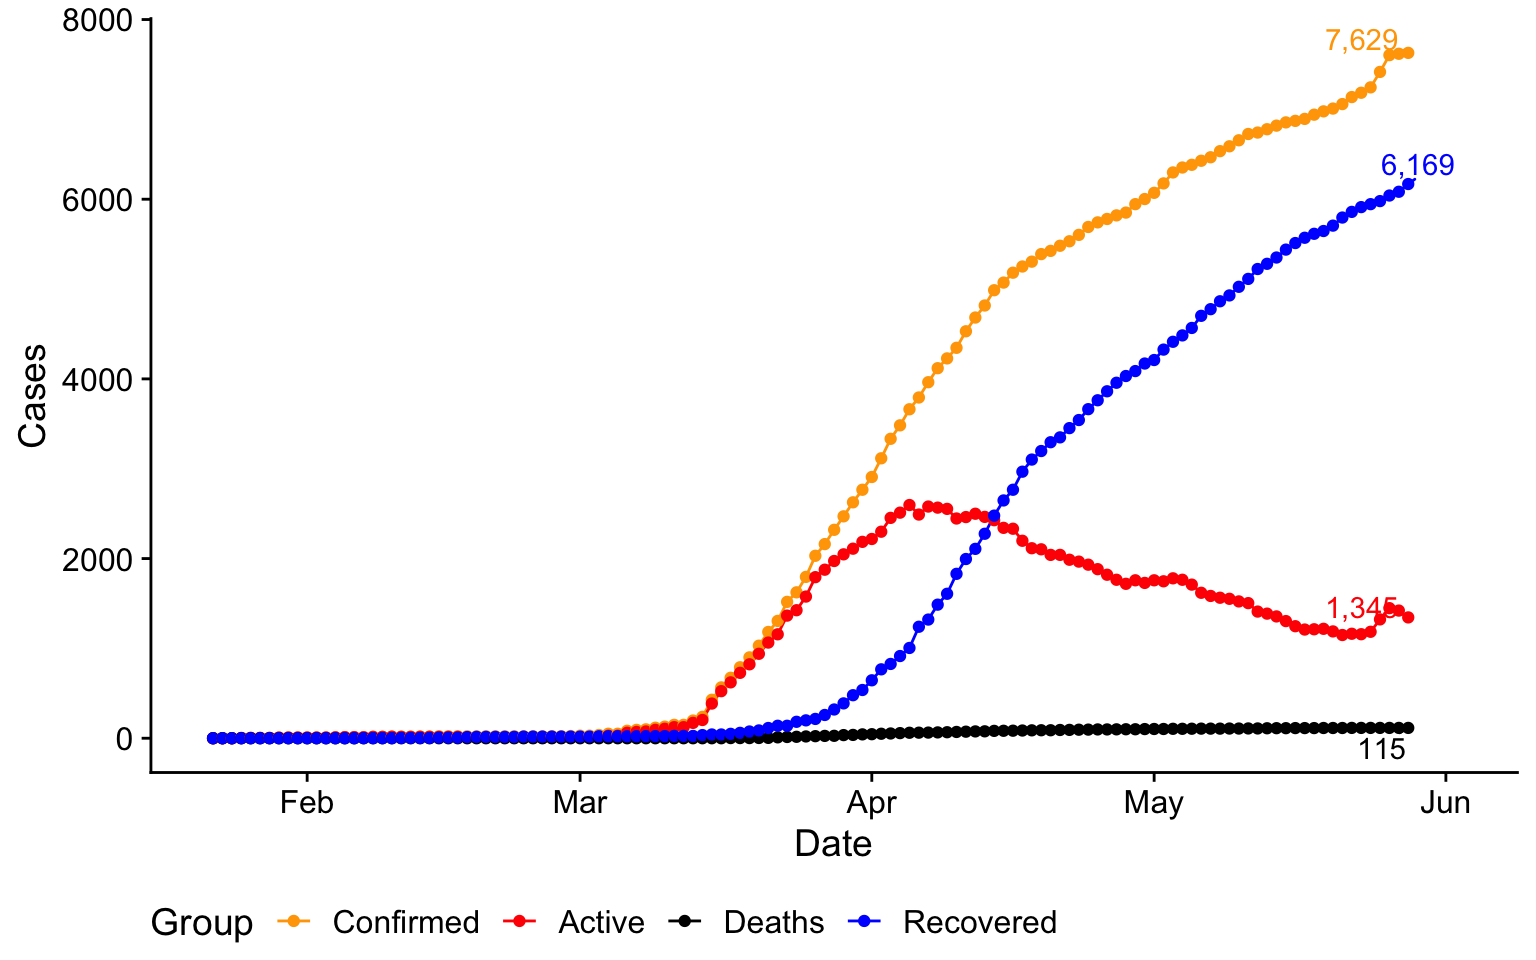 8000
6000
4000
2000
0
Cases
7,629
6,169
1,345
115
Feb Mar Apr May Jun
Date
Group Confirmed Active Deaths Recovered